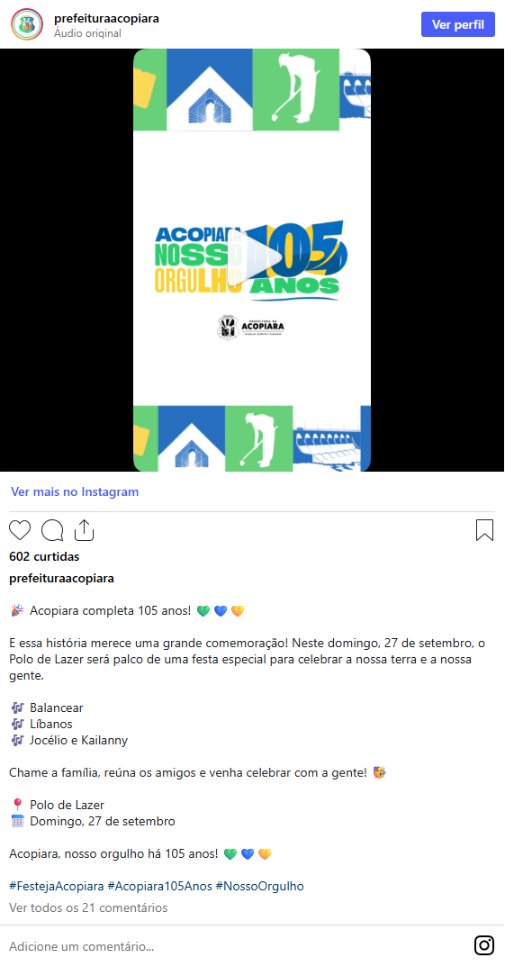 prefeituraacopiara
Áudio original
Ver perfil
ACOPIARA 105
NOSSO
ORGULHO ANOS
PREFEITURA DE
ACOPIARA
Ver mais no Instagram
602 curtidas
prefeituraacopiara
🎉 Acopiara completa 105 anos! 💚💙💛
E essa história merece uma grande comemoração! Neste domingo, 27 de setembro, o
Polo de Lazer será palco de uma festa especial para celebrar a nossa terra e a nossa
gente.
🎶 Balancear
🎶 Líbanos
🎶 Jocélio e Kailanny
Chame a família, reúna os amigos e venha celebrar com a gente! 🥳
📍 Polo de Lazer
🗓️ Domingo, 27 de setembro
Acopiara, nosso orgulho há 105 anos! 💚💙💛
#FestejaAcopiara #Acopiara105Anos #NossoOrgulho
Ver todos os 21 comentários
Adicione um comentário...